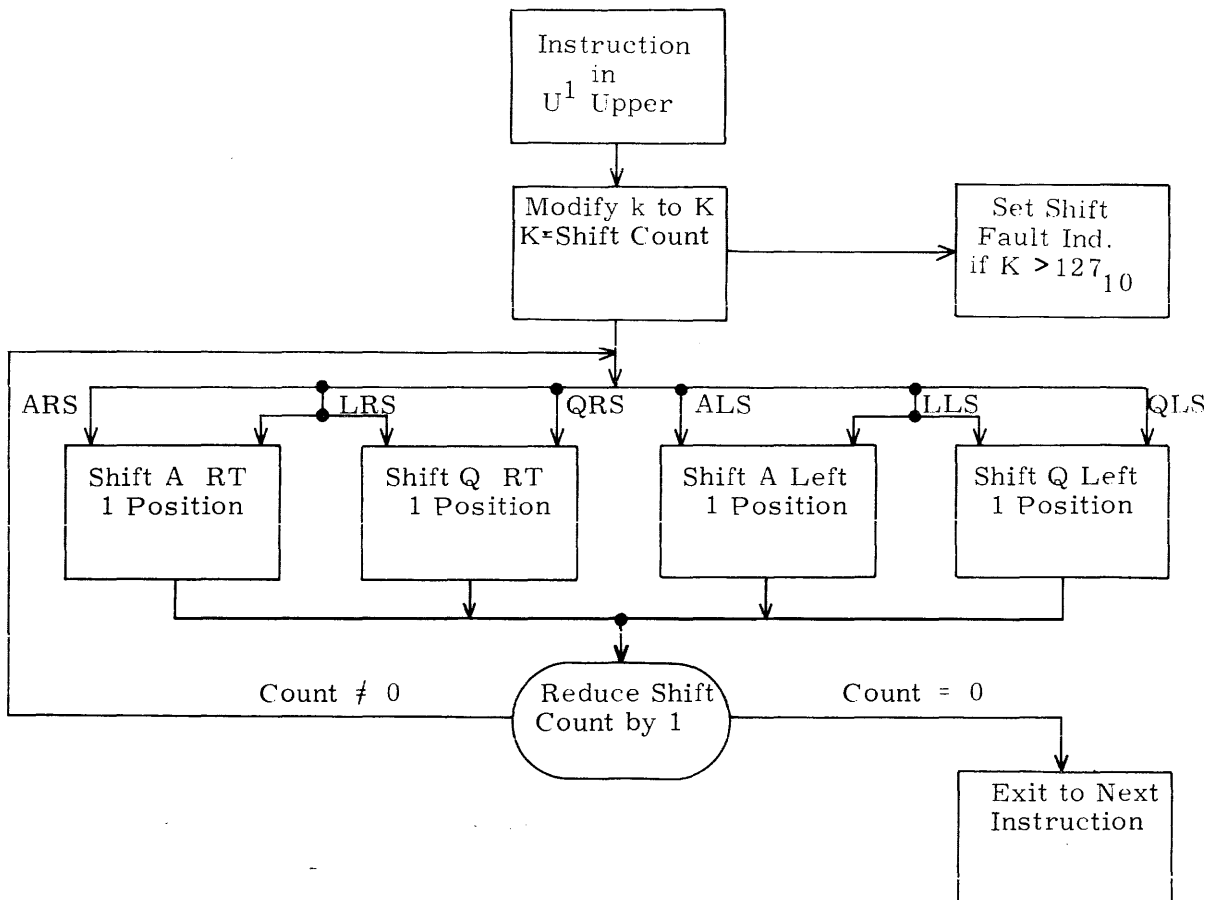 Instruction
in
U¹ Upper
Modify k to K
K=Shift Count
Set Shift
Fault Ind.
if K >127₁₀
ARS
LRS
QRS
ALS
LLS
QLS
Shift A RT
1 Position
Shift Q RT
1 Position
Shift A Left
1 Position
Shift Q Left
1 Position
Count ≠ 0
Reduce Shift
Count by 1
Count = 0
Exit to Next
Instruction